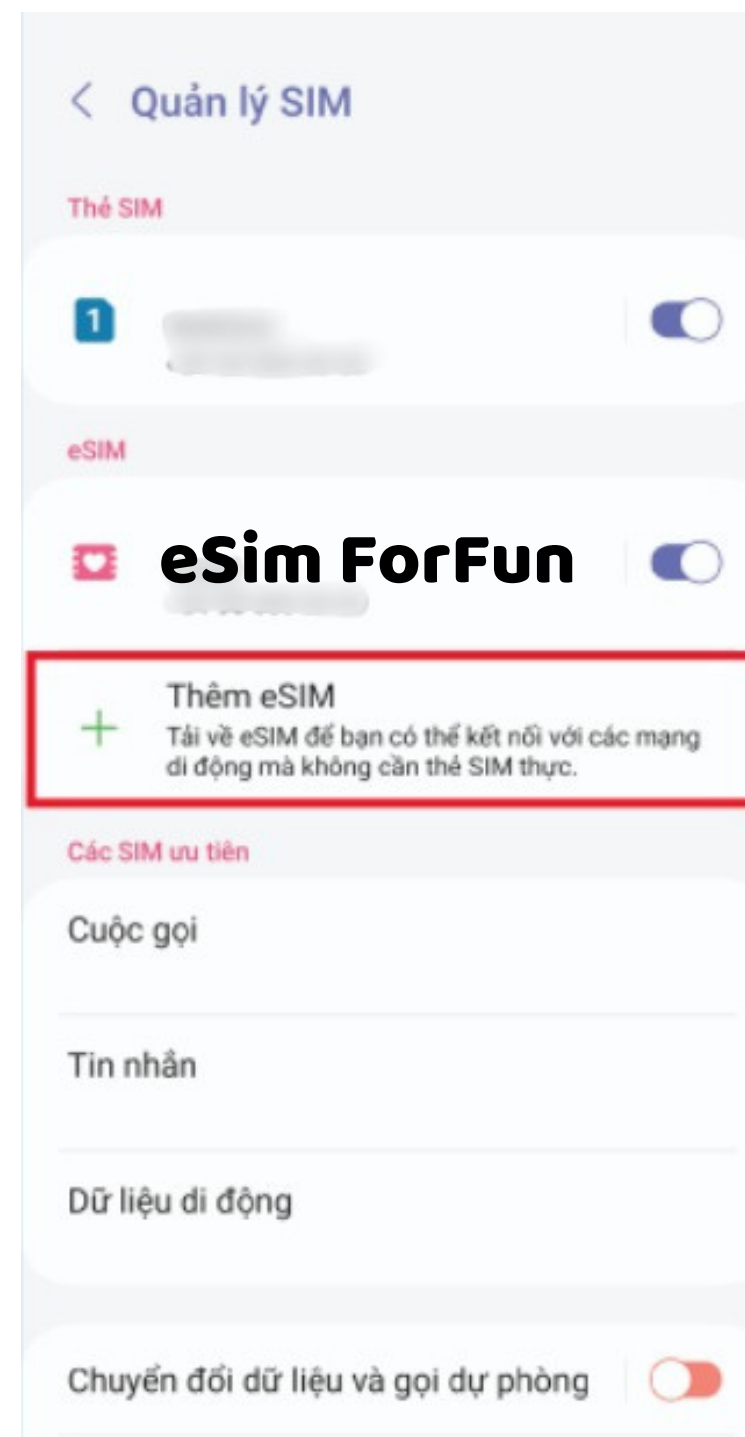 Quản lý SIM
Thẻ SIM
1
eSIM
eSim ForFun
Thêm eSIM
Tải về eSIM để bạn có thể kết nối với các mạng
di động mà không cần thẻ SIM thực.
Các SIM ưu tiên
Cuộc gọi
Tin nhắn
Dữ liệu di động
Chuyển đổi dữ liệu và gọi dự phòng